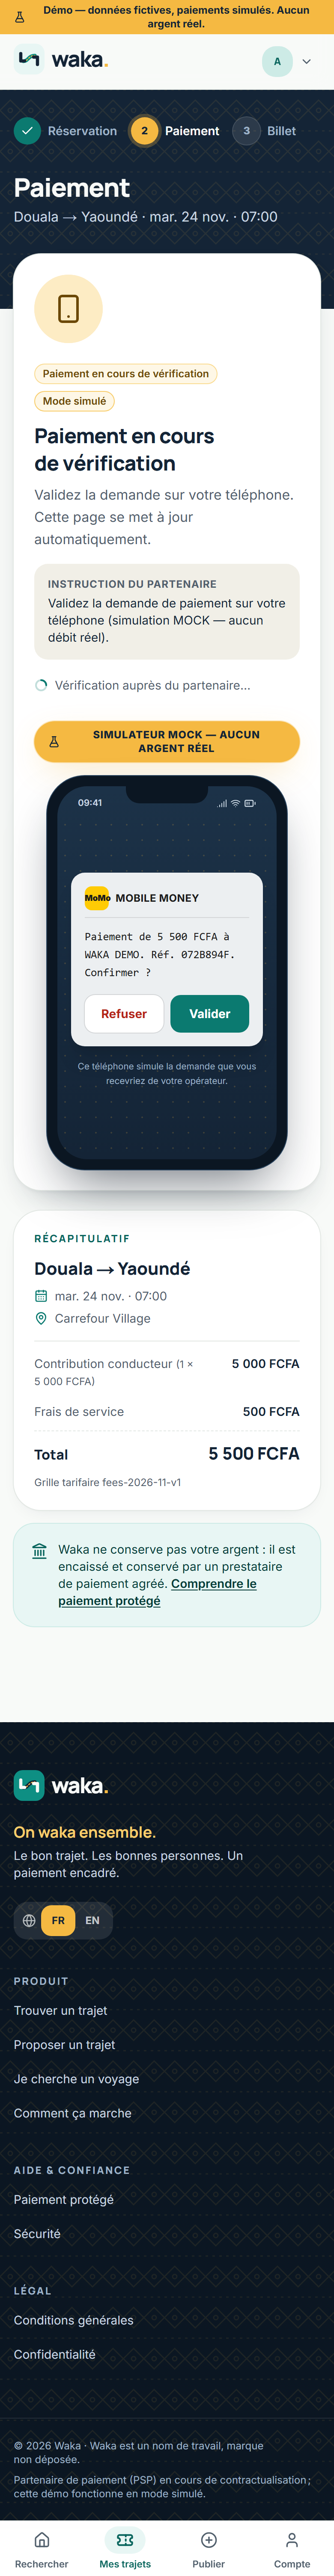 Démo — données fictives, paiements simulés. Aucun
argent réel.
waka.
A
Réservation
2
Paiement
3
Billet
Paiement
Douala → Yaoundé · mar. 24 nov. · 07:00
Paiement en cours de vérification
Mode simulé
Paiement en cours
de vérification
Validez la demande sur votre téléphone.
Cette page se met à jour
automatiquement.
INSTRUCTION DU PARTENAIRE
Validez la demande de paiement sur votre
téléphone (simulation MOCK — aucun
débit réel).
Vérification auprès du partenaire…
SIMULATEUR MOCK — AUCUN
ARGENT RÉEL
09:41
MoMo
MOBILE MONEY
Paiement de 5 500 FCFA à
WAKA DEMO. Réf. 072B894F.
Confirmer ?
Refuser
Valider
Ce téléphone simule la demande que vous
recevriez de votre opérateur.
RÉCAPITULATIF
Douala → Yaoundé
mar. 24 nov. · 07:00
Carrefour Village
Contribution conducteur (1 ×
5 000 FCFA)
5 000 FCFA
Frais de service
500 FCFA
Total
5 500 FCFA
Grille tarifaire fees-2026-11-v1
Waka ne conserve pas votre argent : il est
encaissé et conservé par un prestataire
de paiement agréé. Comprendre le
paiement protégé
waka.
On waka ensemble.
Le bon trajet. Les bonnes personnes. Un
paiement encadré.
FR
EN
PRODUIT
Trouver un trajet
Proposer un trajet
Je cherche un voyage
Comment ça marche
AIDE & CONFIANCE
Paiement protégé
Sécurité
LÉGAL
Conditions générales
Confidentialité
© 2026 Waka · Waka est un nom de travail, marque
non déposée.
Partenaire de paiement (PSP) en cours de contractualisation ;
cette démo fonctionne en mode simulé.
Rechercher
Mes trajets
Publier
Compte